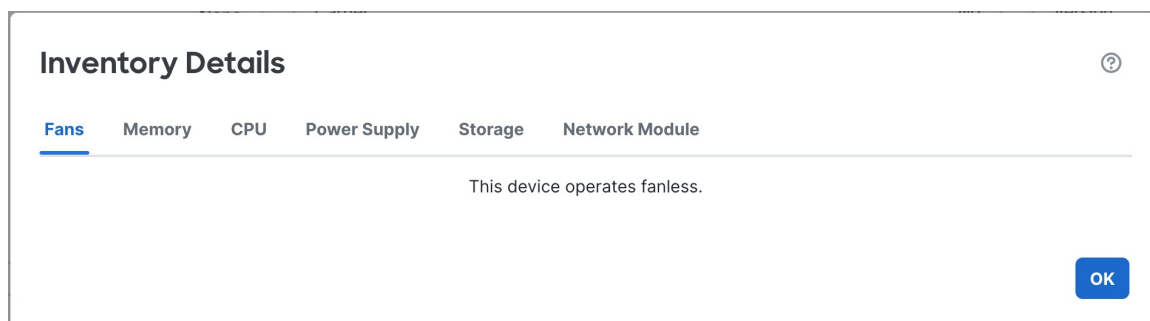 Inventory Details
Fans Memory CPU Power Supply Storage Network Module
This device operates fanless.
OK